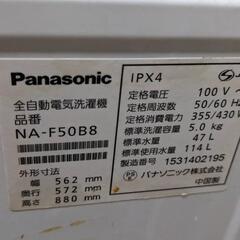 Panasonic
全自動電気洗濯機
品番
NA-F50B8
外形寸法
幅 562 mm
奥行 572 mm
高さ 880 mm
IPX4
定格電圧 100 V
定格周波数 50/60 Hz
定格消費電力 355/430 W
標準洗濯容量 5.0 kg
標準水量 47 L
標準使用水量 114 L
製造番号 1531402195
PSE
パナソニック株式会社
中国製